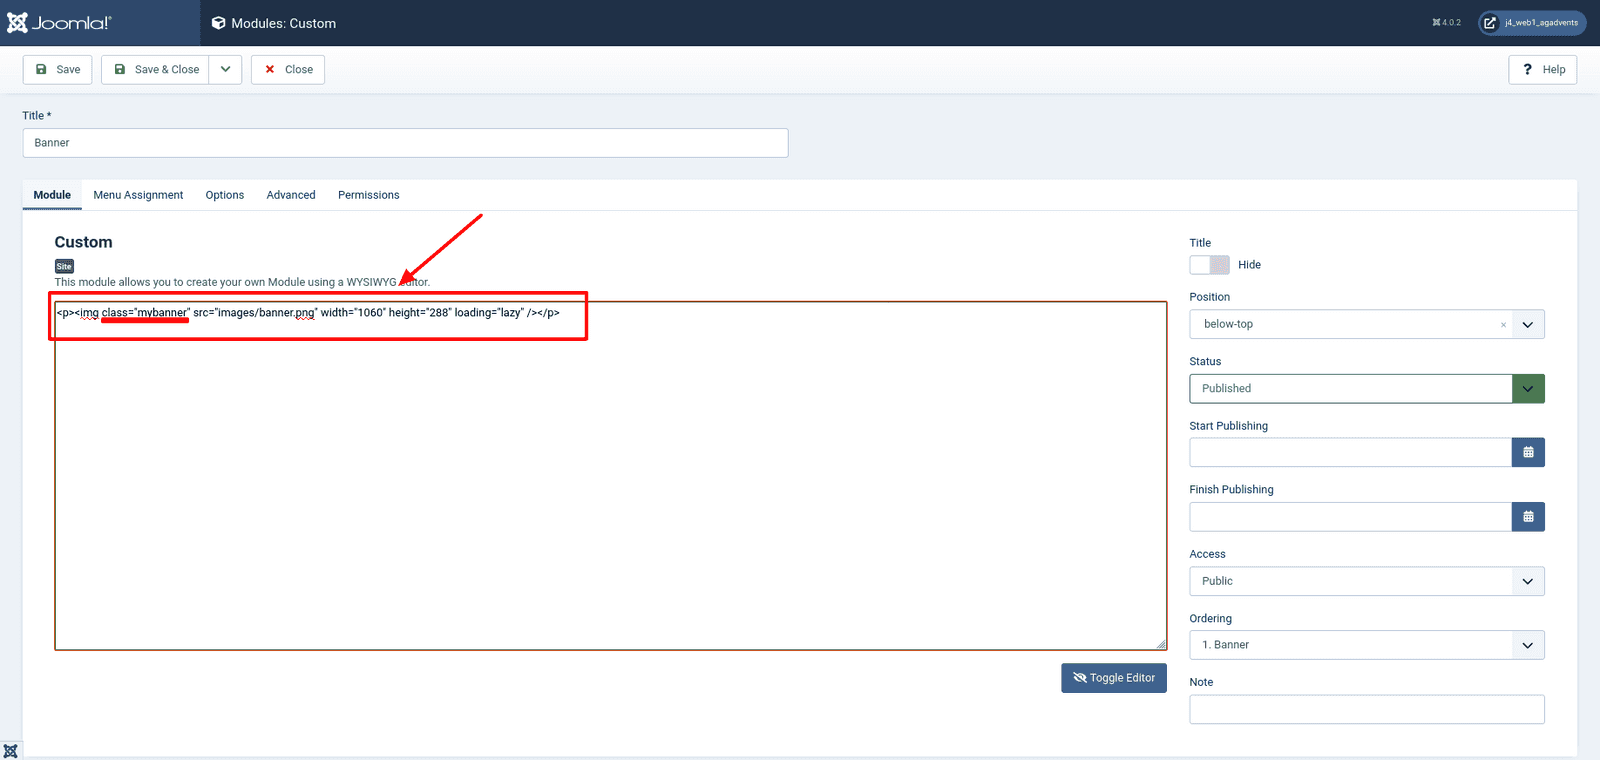 Joomla!®
Modules: Custom
4.0.2
j4_web1_agadvents
Save
Save & Close
Close
? Help
Title *
Banner
Module
Menu Assignment
Options
Advanced
Permissions
Custom
Site
This module allows you to create your own Module using a WYSIWYG editor.
<p><img class="mybanner" src="images/banner.png" width="1060" height="288" loading="lazy" /></p>
Toggle Editor
Title
Hide
Position
below-top
Status
Published
Start Publishing
Finish Publishing
Access
Public
Ordering
1. Banner
Note